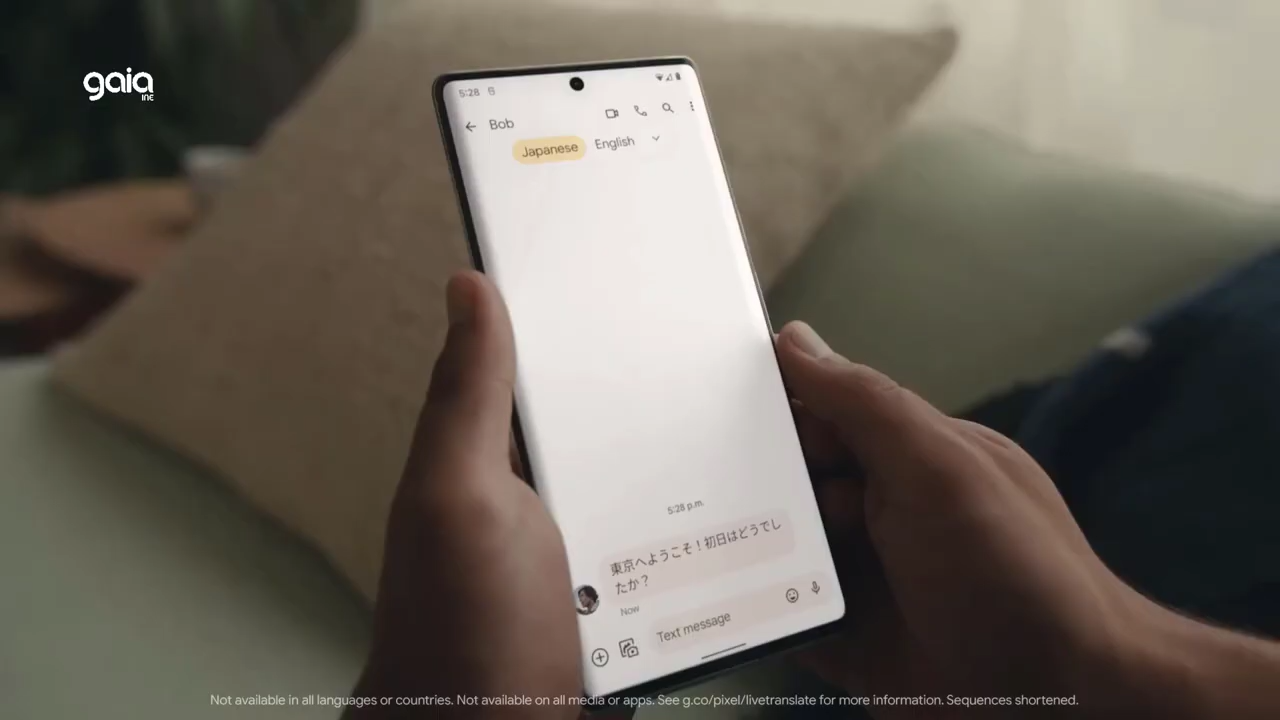 gaia
INC
5:28
Bob
Japanese English
5:28 p.m.
東京へようこそ！初日はどうでし
たか？
Now
Text message
Not available in all languages or countries. Not available on all media or apps. See g.co/pixel/livetranslate for more information. Sequences shortened.